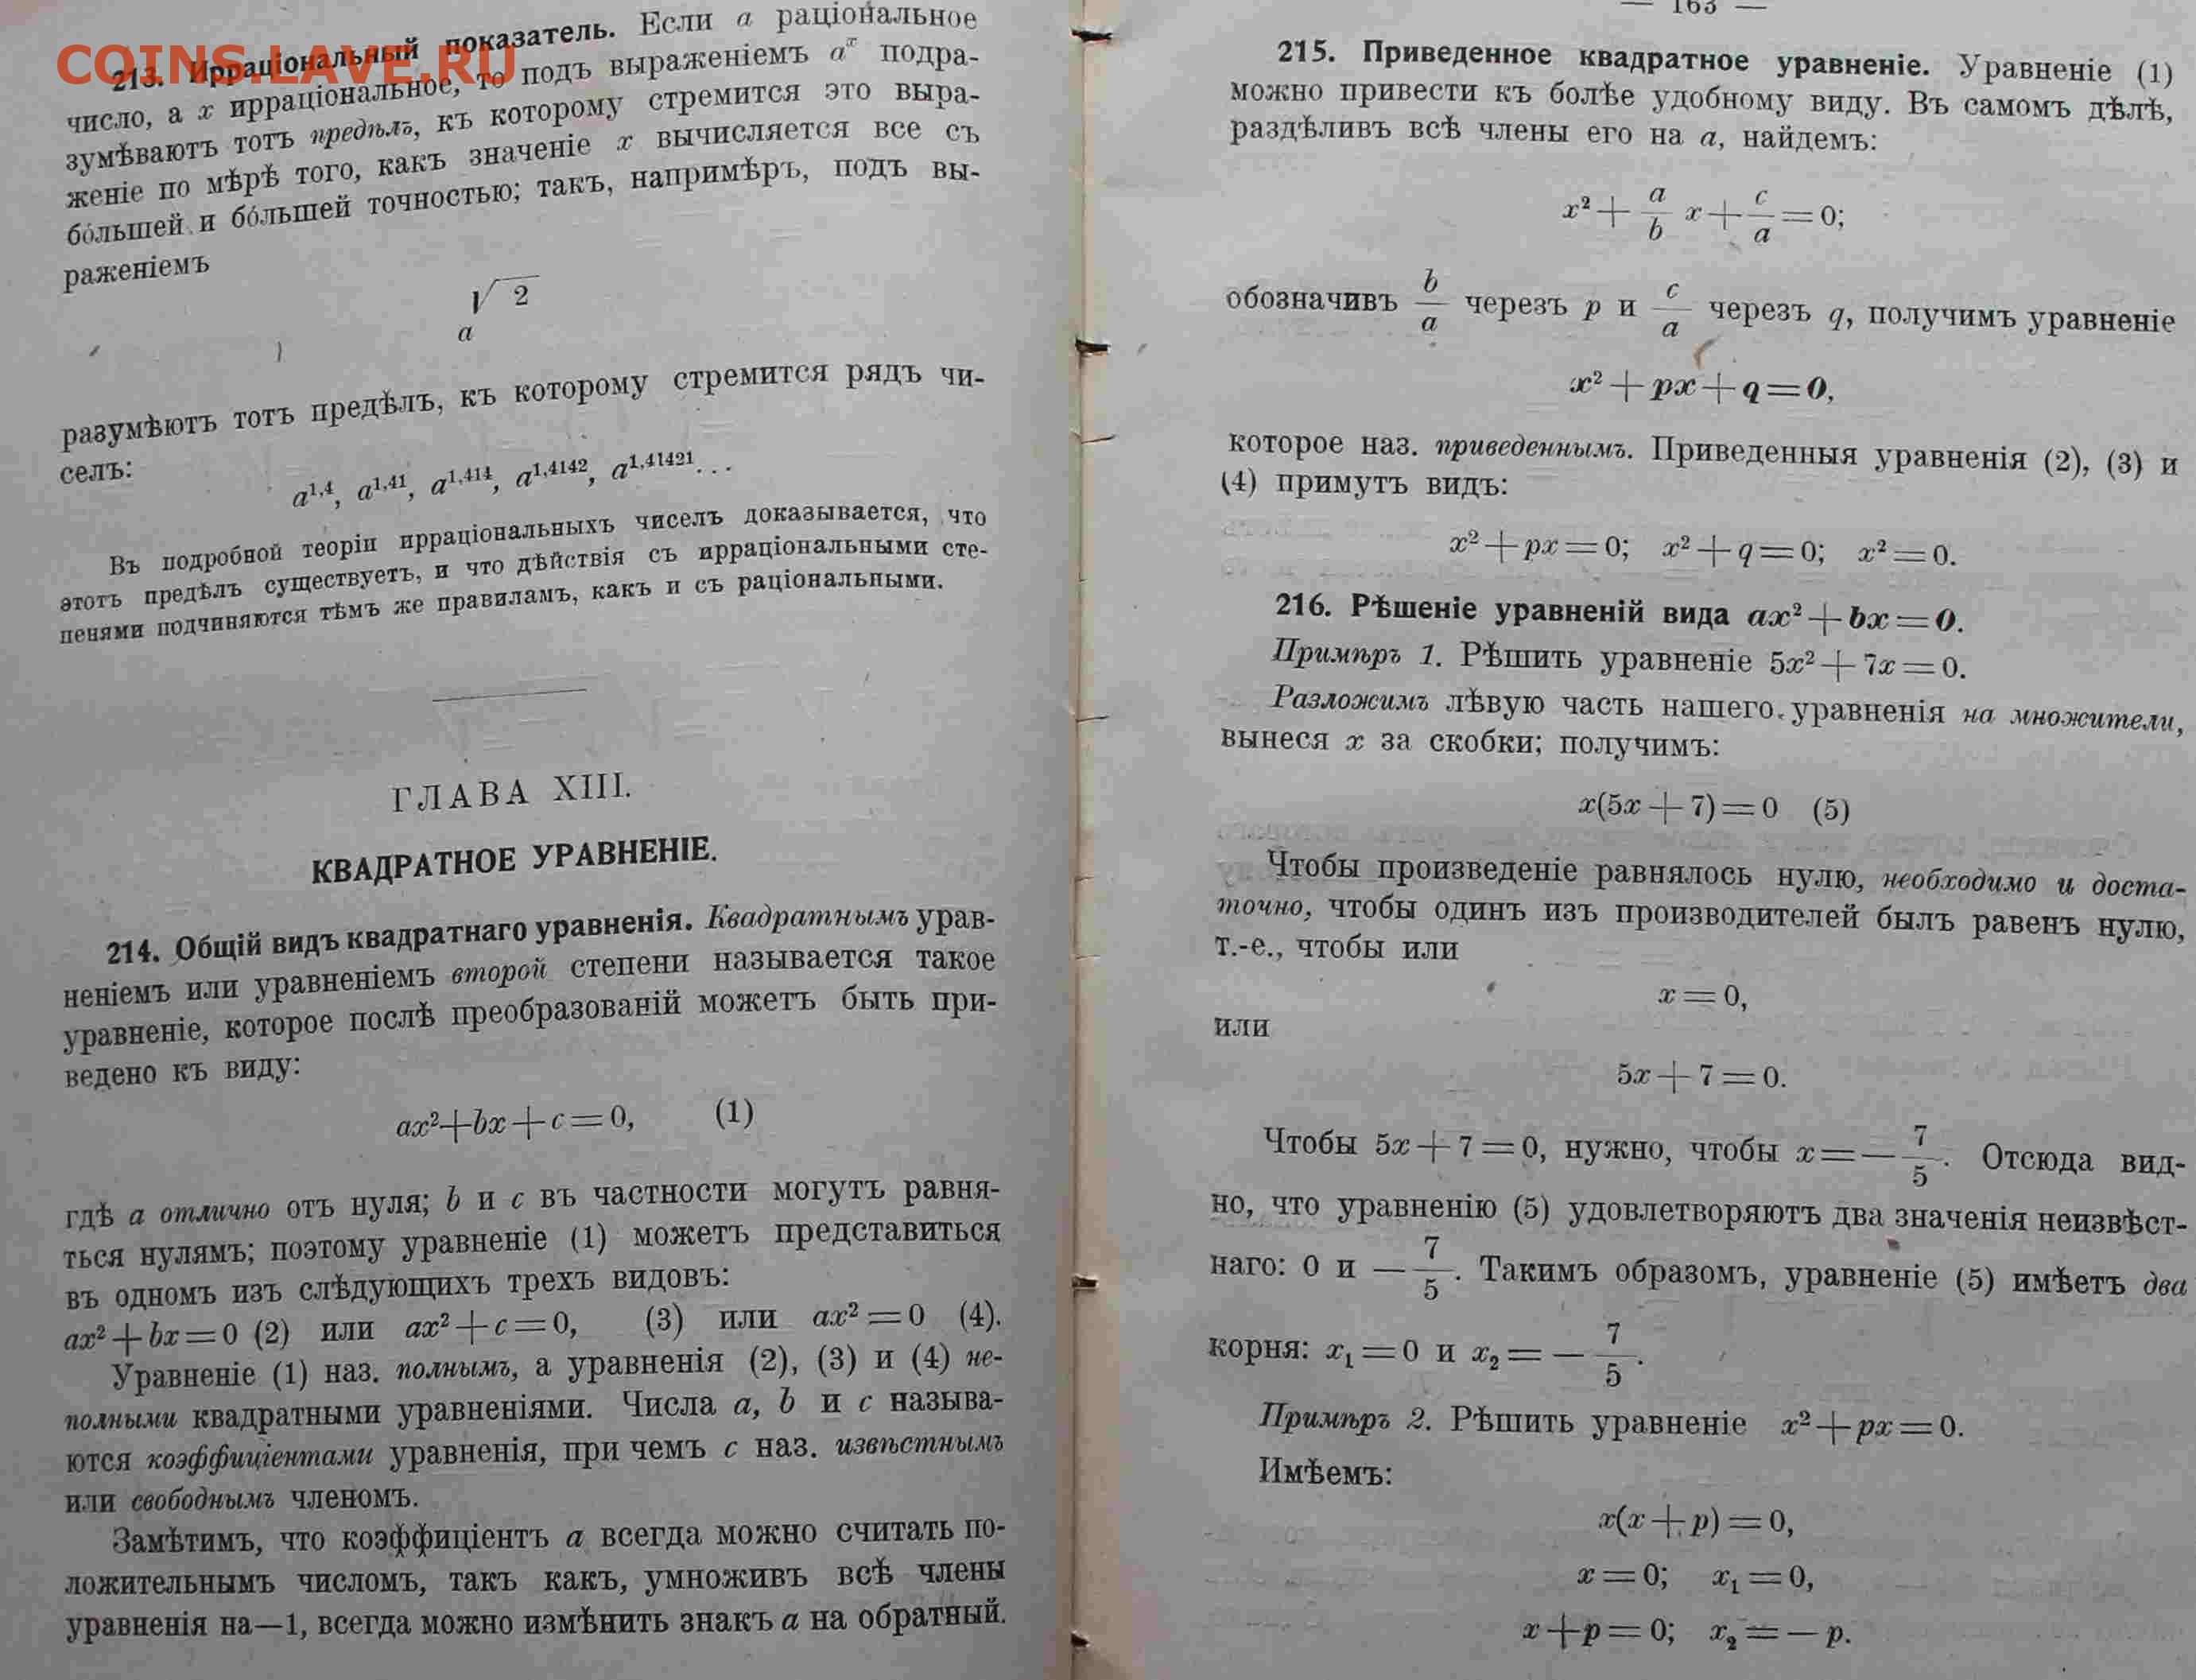 COINS.LAVE.RU
213. Ирраціональный показатель. Если a раціональное
число, а x ирраціональное, то подъ выраженіемъ aˣ подра-
зумѣваютъ тотъ предѣлъ, къ которому стремится это выра-
женіе по мѣрѣ того, какъ значеніе x вычисляется все съ
бо́льшей и бо́льшей точностью; такъ, напримѣръ, подъ вы-
раженіемъ
a^√2
разумѣютъ тотъ предѣлъ, къ которому стремится рядъ чи-
селъ:
a^1,4, a^1,41, a^1,414, a^1,4142, a^1,41421...
Въ подробной теоріи ирраціональныхъ чиселъ доказывается, что
этотъ предѣлъ существуетъ, и что дѣйствія съ ирраціональными сте-
пенями подчиняются тѣмъ же правиламъ, какъ и съ раціональными.
ГЛАВА XIII.
КВАДРАТНОЕ УРАВНЕНІЕ.
214. Общій видъ квадратнаго уравненія. Квадратнымъ урав-
неніемъ или уравненіемъ второй степени называется такое
уравненіе, которое послѣ преобразованій можетъ быть при-
ведено къ виду:
ax²+bx+c=0, (1)
гдѣ a отлично отъ нуля; b и c въ частности могутъ равня-
ться нулямъ; поэтому уравненіе (1) можетъ представиться
въ одномъ изъ слѣдующихъ трехъ видовъ:
ax²+bx=0 (2) или ax²+c=0, (3) или ax²=0 (4).
Уравненіе (1) наз. полнымъ, а уравненія (2), (3) и (4) не-
полными квадратными уравненіями. Числа a, b и c называ-
ются коэффиціентами уравненія, при чемъ c наз. извѣстнымъ
или свободнымъ членомъ.
Замѣтимъ, что коэффиціентъ a всегда можно считать по-
ложительнымъ числомъ, такъ какъ, умноживъ всѣ члены
уравненія на—1, всегда можно измѣнить знакъ a на обратный.
— 163 —
215. Приведенное квадратное уравненіе. Уравненіе (1)
можно привести къ болѣе удобному виду. Въ самомъ дѣлѣ,
раздѣливъ всѣ члены его на a, найдемъ:
x²+a/b x+c/a=0;
обозначивъ b/a черезъ p и c/a черезъ q, получимъ уравненіе
x²+px+q=0,
которое наз. приведеннымъ. Приведенныя уравненія (2), (3) и
(4) примутъ видъ:
x²+px=0; x²+q=0; x²=0.
216. Рѣшеніе уравненій вида ax²+bx=0.
Примѣръ 1. Рѣшить уравненіе 5x²+7x=0.
Разложимъ лѣвую часть нашего уравненія на множители,
вынеся x за скобки; получимъ:
x(5x+7)=0 (5)
Чтобы произведеніе равнялось нулю, необходимо и доста-
точно, чтобы одинъ изъ производителей былъ равенъ нулю,
т.-е., чтобы или
x=0,
или
5x+7=0.
Чтобы 5x+7=0, нужно, чтобы x=—7/5. Отсюда вид-
но, что уравненію (5) удовлетворяютъ два значенія неизвѣст-
наго: 0 и —7/5. Такимъ образомъ, уравненіе (5) имѣетъ два
корня: x₁=0 и x₂=—7/5.
Примѣръ 2. Рѣшить уравненіе x²+px=0.
Имѣемъ:
x(x+p)=0,
x=0; x₁=0,
x+p=0; x₂=—p.